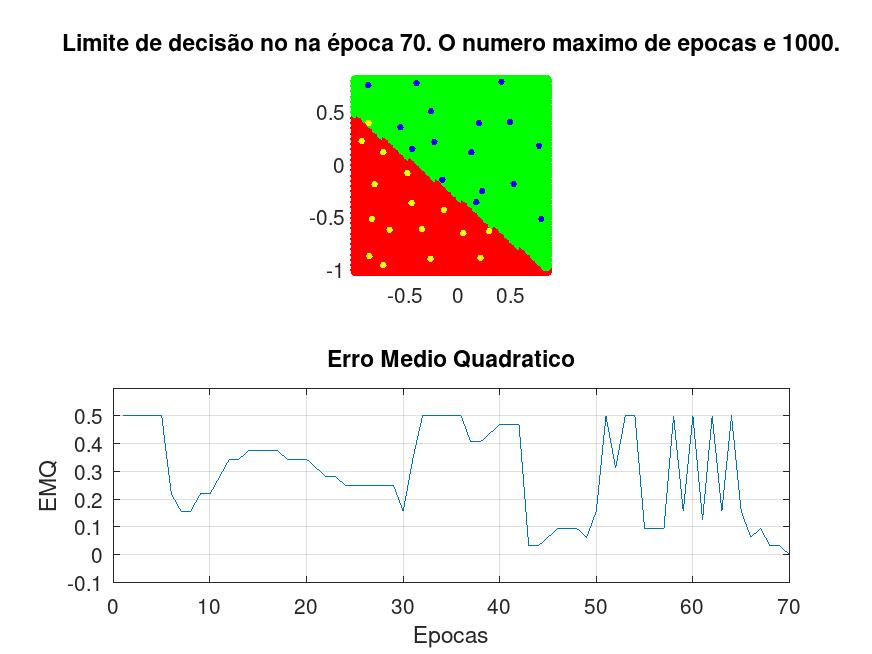 Limite de decisão no na época 70. O numero maximo de epocas e 1000.
0.5
0
-0.5
-1
-0.5 0 0.5
Erro Medio Quadratico
0.5
0.4
0.3
0.2
0.1
0
-0.1
EMQ
0 10 20 30 40 50 60 70
Epocas